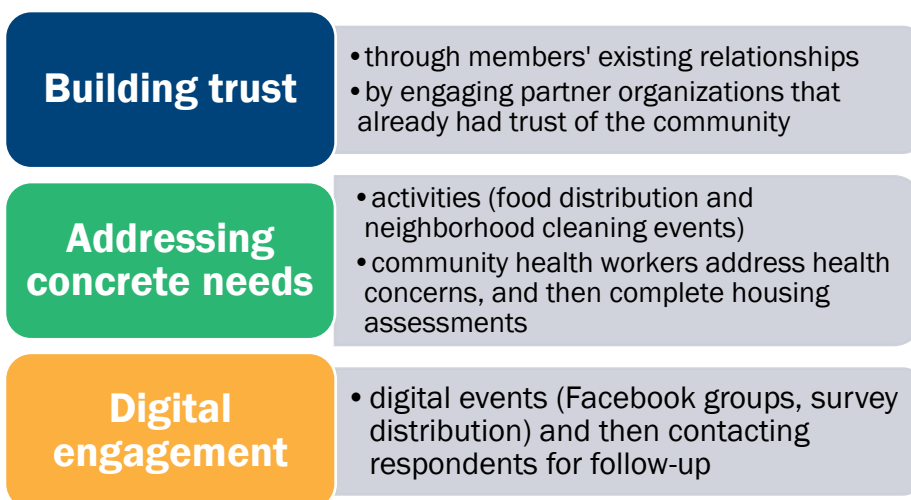 Building trust
• through members' existing relationships
• by engaging partner organizations that
already had trust of the community
Addressing
concrete needs
• activities (food distribution and
neighborhood cleaning events)
• community health workers address health
concerns, and then complete housing
assessments
Digital
engagement
• digital events (Facebook groups, survey
distribution) and then contacting
respondents for follow-up